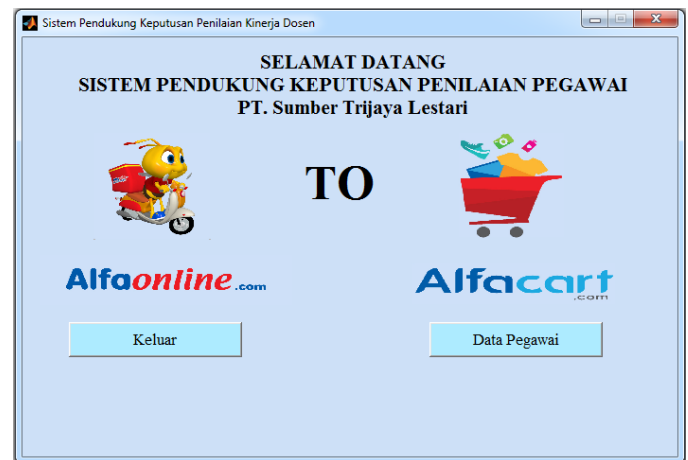 Sistem Pendukung Keputusan Penilaian Kinerja Dosen
SELAMAT DATANG
SISTEM PENDUKUNG KEPUTUSAN PENILAIAN PEGAWAI
PT. Sumber Trijaya Lestari
TO
Alfaonline.com
Alfacart
.com
Keluar
Data Pegawai